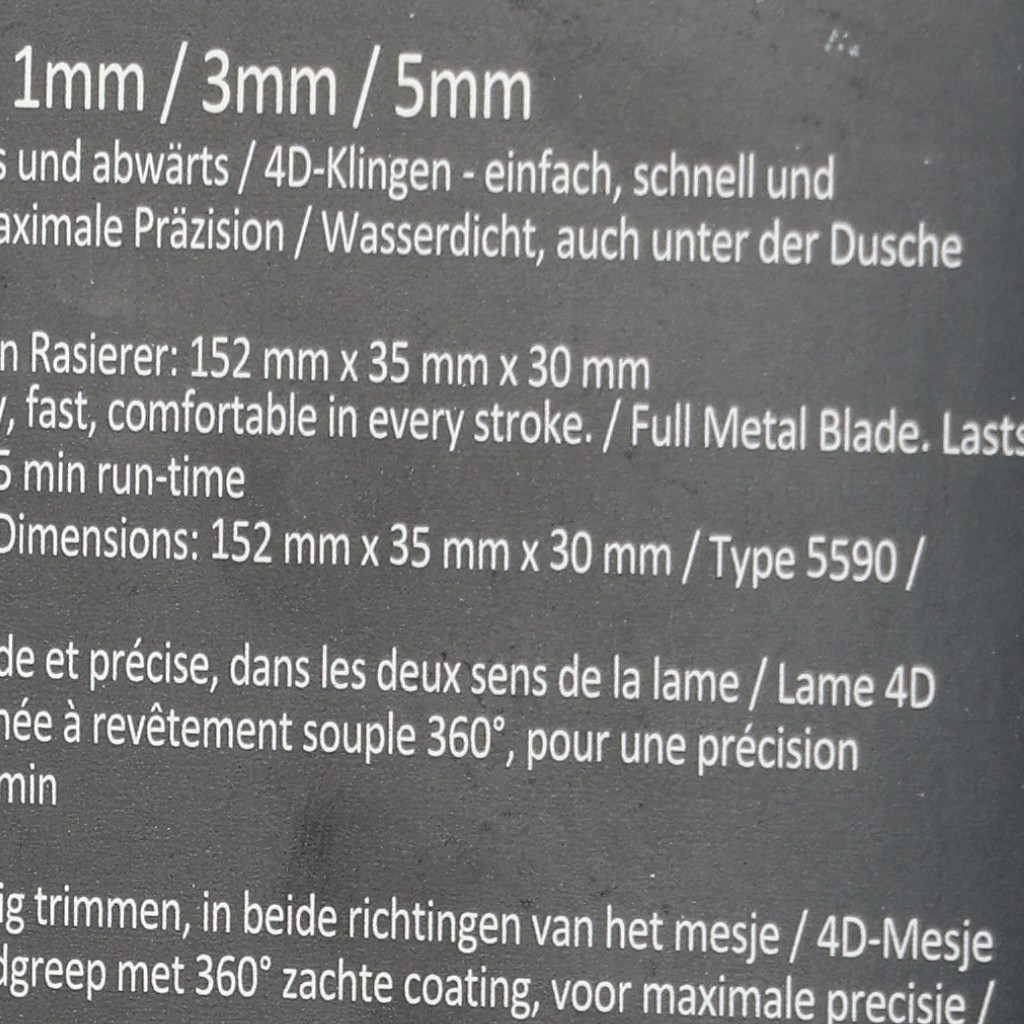 1mm / 3mm / 5mm
und abwärts / 4D-Klingen - einfach, schnell und
Präzision / Wasserdicht, auch unter der Dusche
Rasierer: 152 mm x 35 mm x 30 mm
fast, comfortable in every stroke. / Full Metal Blade. Lasts
5 min run-time
Dimensions: 152 mm x 35 mm x 30 mm / Type 5590 /
de et précise, dans les deux sens de la lame / Lame 4D
née à revêtement souple 360°, pour une précision
min
ig trimmen, in beide richtingen van het mesje / 4D-Mesje
dgreep met 360° zachte coating, voor maximale precisie /